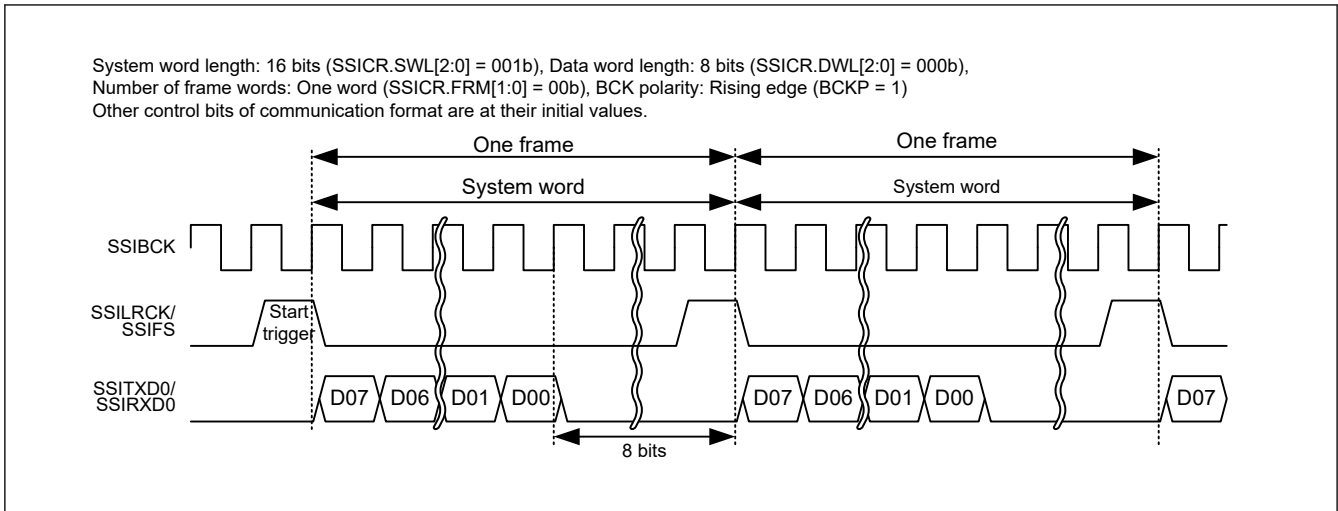 System word length: 16 bits (SSICR.SWL[2:0] = 001b), Data word length: 8 bits (SSICR.DWL[2:0] = 000b),
Number of frame words: One word (SSICR.FRM[1:0] = 00b), BCK polarity: Rising edge (BCKP = 1)
Other control bits of communication format are at their initial values.
One frame One frame
System word System word
SSIBCK
SSILRCK/
SSIFS
Start
trigger
SSITXD0/
SSIRXD0
D07 D06 D01 D00 D07 D06 D01 D00 D07
8 bits